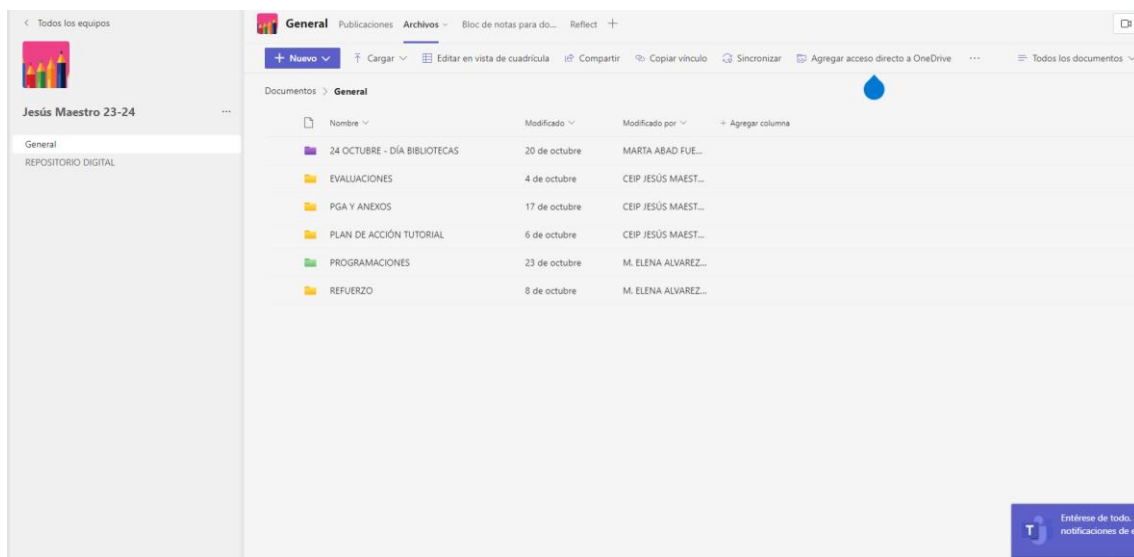 Todos los equipos
Jesús Maestro 23-24
General
REPOSITORIO DIGITAL
General Publicaciones Archivos Bloc de notas para do... Reflect
Nuevo Cargar Editar en vista de cuadrícula Compartir Copiar vínculo Sincronizar Agregar acceso directo a OneDrive ... Todos los documentos
Documentos > General
Nombre Modificado Modificado por + Agregar columna
24 OCTUBRE - DÍA BIBLIOTECAS 20 de octubre MARTA ABAD FUE...
EVALUACIONES 4 de octubre CEIP JESÚS MAEST...
PGA Y ANEXOS 17 de octubre CEIP JESÚS MAEST...
PLAN DE ACCIÓN TUTORIAL 6 de octubre CEIP JESÚS MAEST...
PROGRAMACIONES 23 de octubre M. ELENA ALVAREZ...
REFUERZO 8 de octubre M. ELENA ALVAREZ...
Entérese de todo.
notificaciones de e